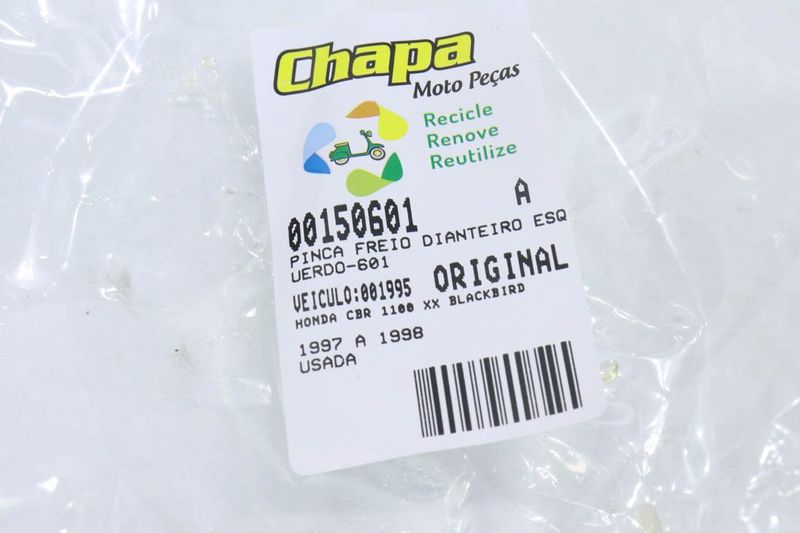 Chapa
Moto Peças
Recicle
Renove
Reutilize
00150601 A
PINCA FREIO DIANTEIRO ESQ
UERDO-601
VEICULO:001995 ORIGINAL
HONDA CBR 1100 XX BLACKBIRD
1997 A 1998
USADA